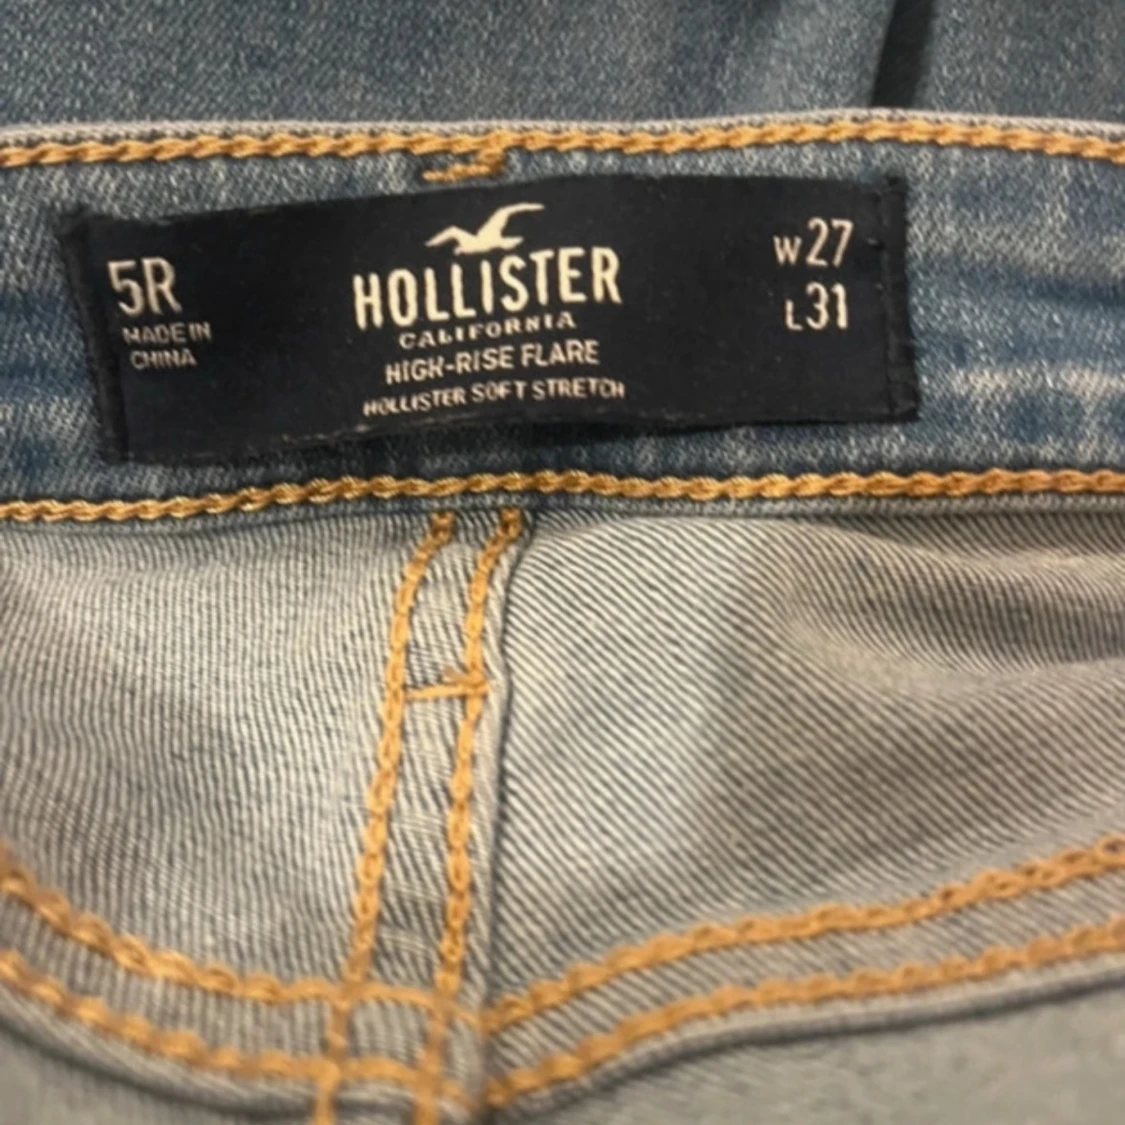 5R
MADE IN
CHINA
HOLLISTER
CALIFORNIA
HIGH-RISE FLARE
HOLLISTER SOFT STRETCH
W27
L31